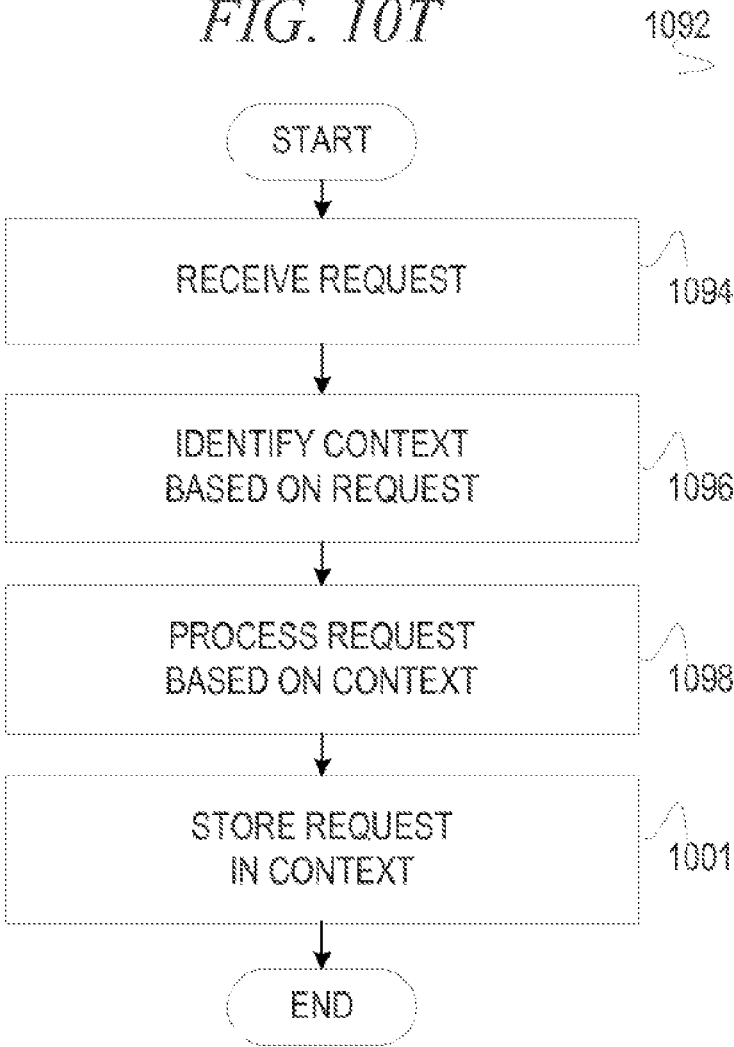 FIG. 10T
1092
START
RECEIVE REQUEST
1094
IDENTIFY CONTEXT
BASED ON REQUEST
1096
PROCESS REQUEST
BASED ON CONTEXT
1098
STORE REQUEST
IN CONTEXT
1001
END